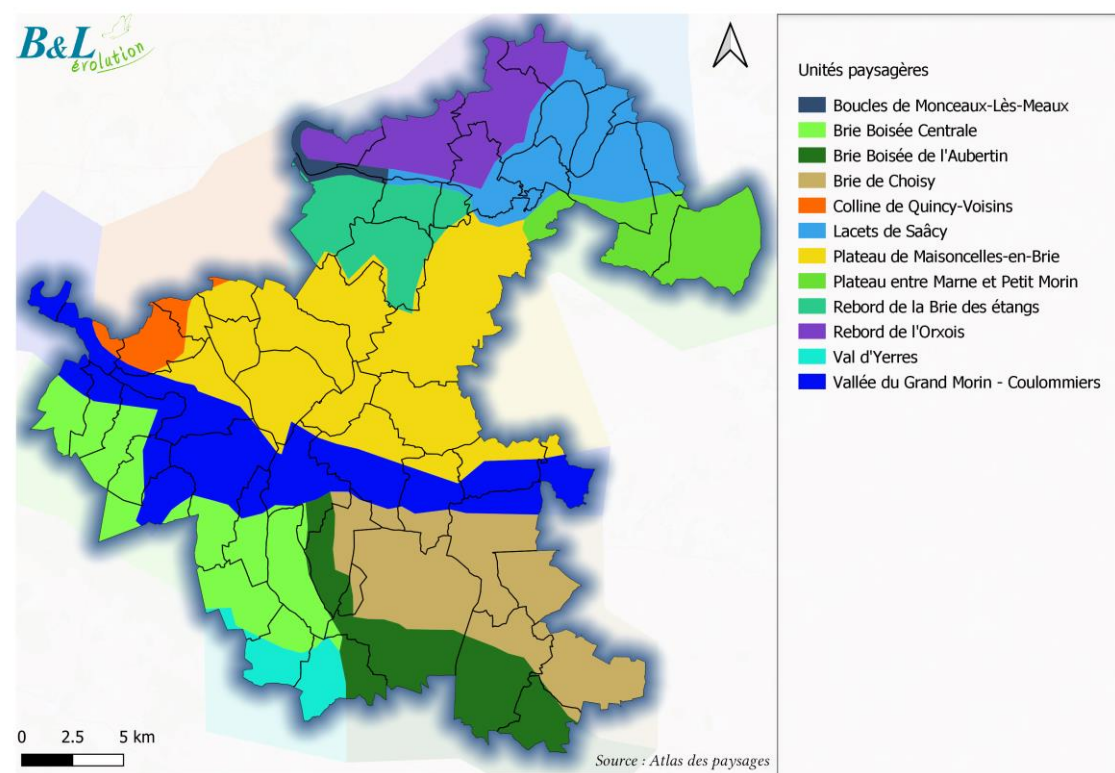 B&L
évolution
Unités paysagères
Boucles de Monceaux-Lès-Meaux
Brie Boisée Centrale
Brie Boisée de l'Aubertin
Brie de Choisy
Colline de Quincy-Voisins
Lacets de Saâcy
Plateau de Maisoncelles-en-Brie
Plateau entre Marne et Petit Morin
Rebord de la Brie des étangs
Rebord de l'Orxois
Val d'Yerres
Vallée du Grand Morin - Coulommiers
0 2.5 5 km
Source : Atlas des paysages